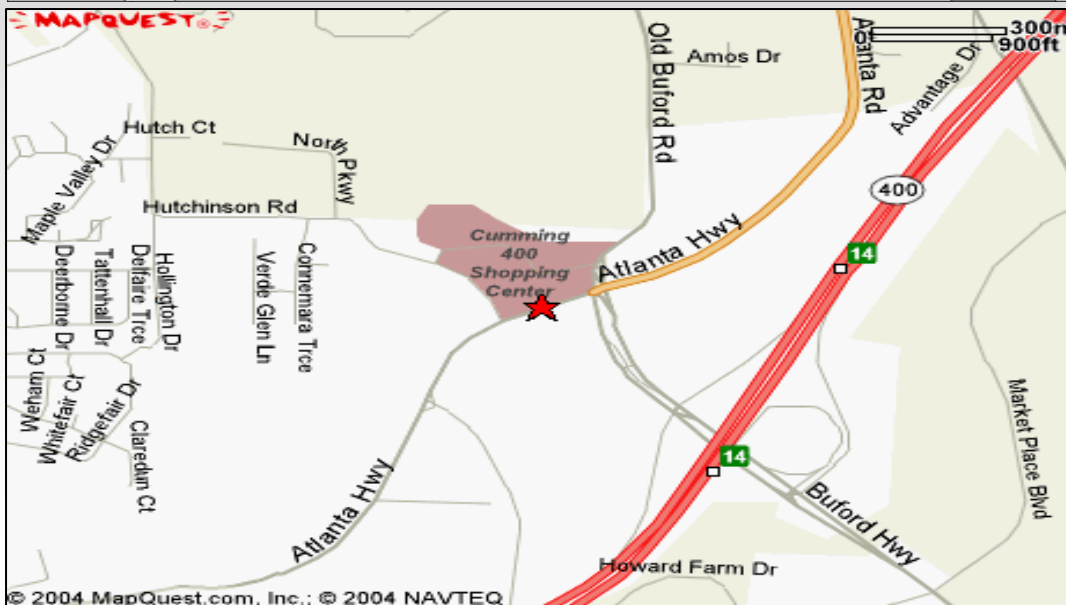 MAPQUEST®
300m
900ft
Old Buford Rd
Amos Dr
Atlanta Rd
Advantage Dr
Hutch Ct
North Pkwy
Maple Valley Dr
400
Hutchinson Rd
Cumming
400
Shopping
Center
Atlanta Hwy
14
Deerborne Dr
Tattenhall Dr
Delfaire Trce
Hollington Dr
Verde Glen Ln
Connemara Trce
Weham Ct
Whitefair Ct
Ridgefair Dr
Claredun Ct
Market Place Blvd
14
Atlanta Hwy
Buford Hwy
Howard Farm Dr
© 2004 MapQuest.com, Inc.; © 2004 NAVTEQ